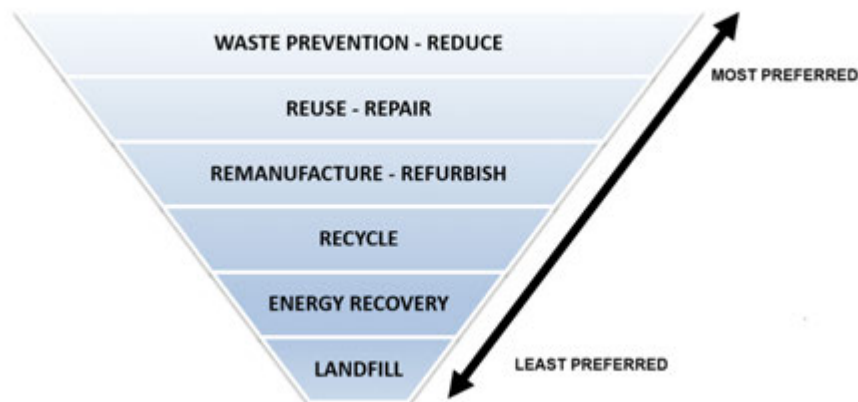 WASTE PREVENTION - REDUCE
MOST PREFERRED
REUSE - REPAIR
REMANUFACTURE - REFURBISH
RECYCLE
ENERGY RECOVERY
LANDFILL
LEAST PREFERRED